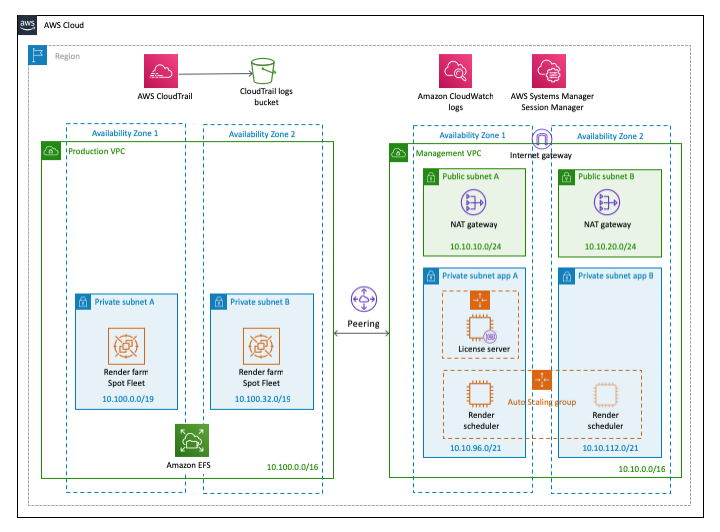 aws
AWS Cloud
Region
AWS CloudTrail
CloudTrail logs
bucket
Amazon CloudWatch
logs
AWS Systems Manager
Session Manager
Availability Zone 1
Availability Zone 2
Production VPC
Private subnet A
Render farm
Spot Fleet
10.100.0.0/19
Private subnet B
Render farm
Spot Fleet
10.100.32.0/19
Amazon EFS
10.100.0.0/16
Peering
Availability Zone 1
Availability Zone 2
Internet gateway
Management VPC
Public subnet A
NAT gateway
10.10.10.0/24
Public subnet B
NAT gateway
10.10.20.0/24
Private subnet app A
License server
Private subnet app B
Auto Scaling group
Render
scheduler
10.10.96.0/21
Render
scheduler
10.10.112.0/21
10.10.0.0/16